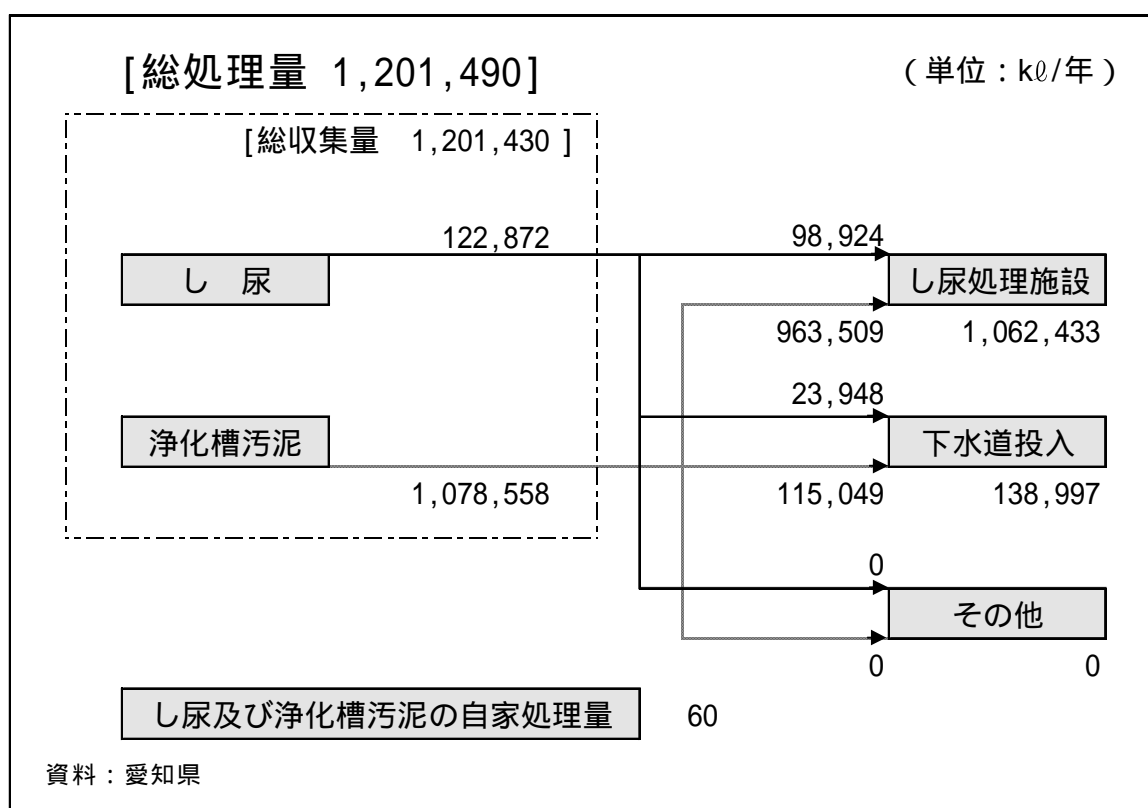 [総処理量 1,201,490] （単位：kℓ/年）
[総収集量 1,201,430 ]
122,872 98,924
し 尿 し尿処理施設
963,509 1,062,433
23,948
浄化槽汚泥 下水道投入
1,078,558 115,049 138,997
0
その他
0 0
し尿及び浄化槽汚泥の自家処理量 60
資料：愛知県